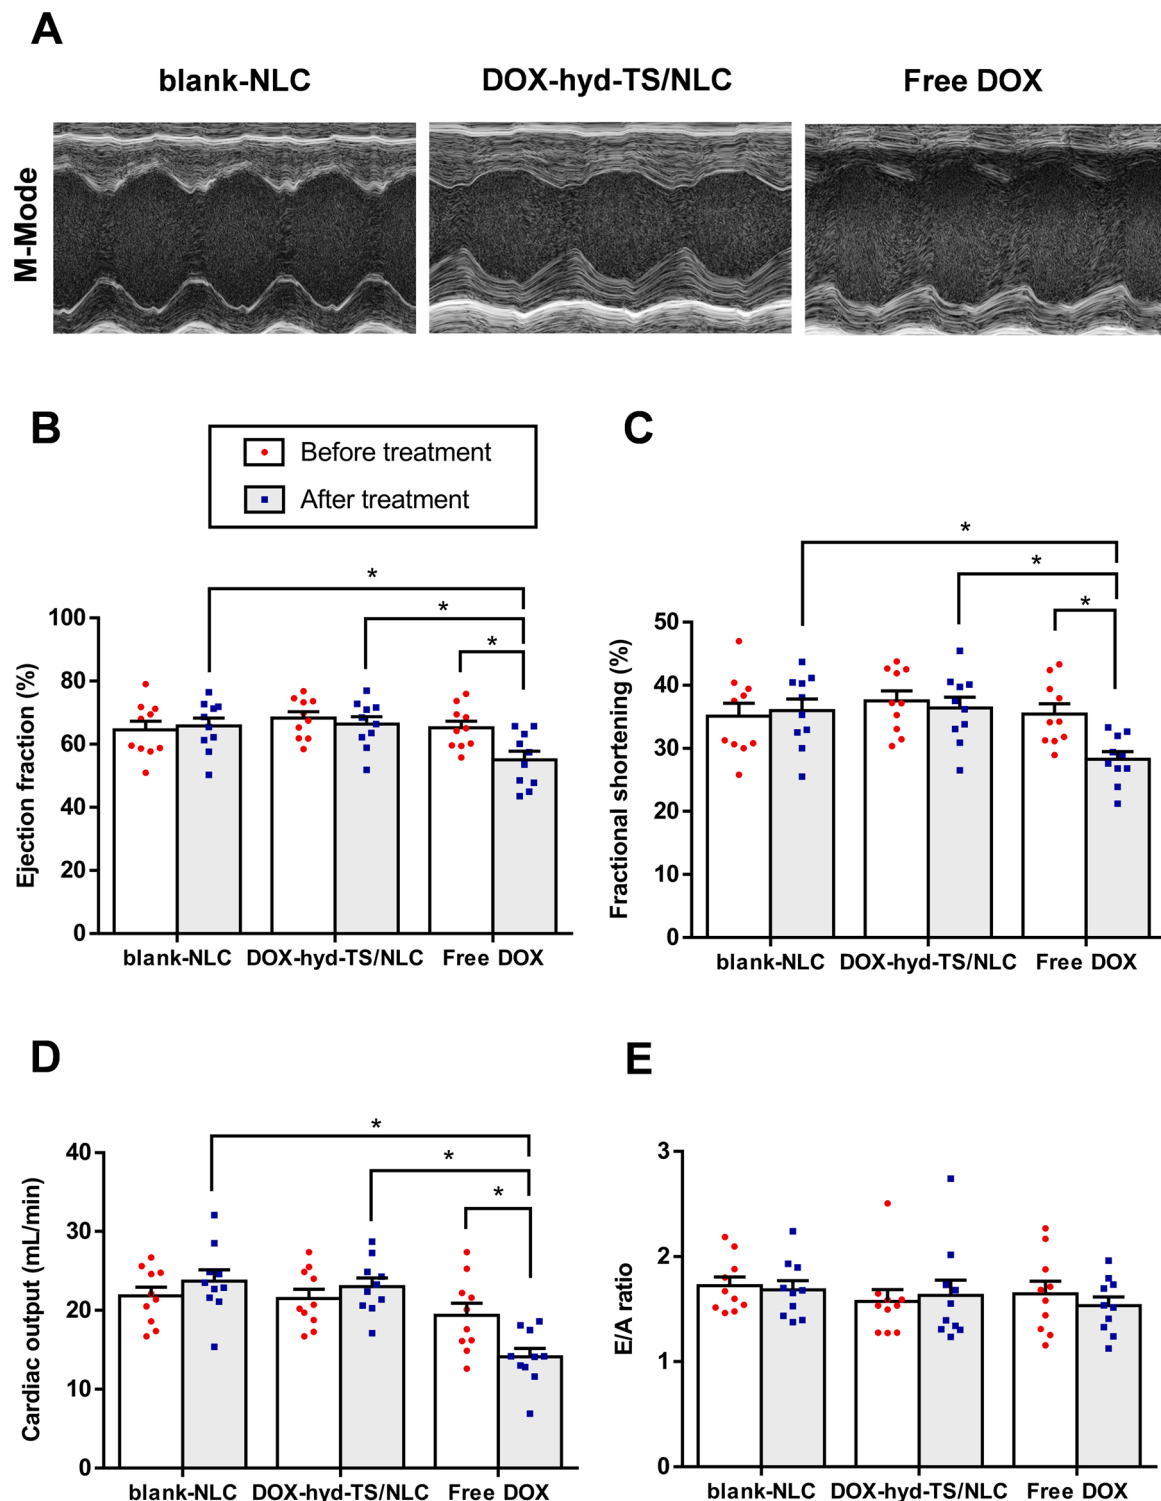 A
blank-NLC
DOX-hyd-TS/NLC
Free DOX
M-Mode
B
Before treatment
After treatment
*
*
*
Ejection fraction (%)
100
80
60
40
20
0
blank-NLC
DOX-hyd-TS/NLC
Free DOX
C
*
*
*
Fractional shortening (%)
50
40
30
20
10
0
blank-NLC
DOX-hyd-TS/NLC
Free DOX
D
*
*
*
Cardiac output (mL/min)
40
30
20
10
0
blank-NLC
DOX-hyd-TS/NLC
Free DOX
E
E/A ratio
3
2
1
0
blank-NLC
DOX-hyd-TS/NLC
Free DOX